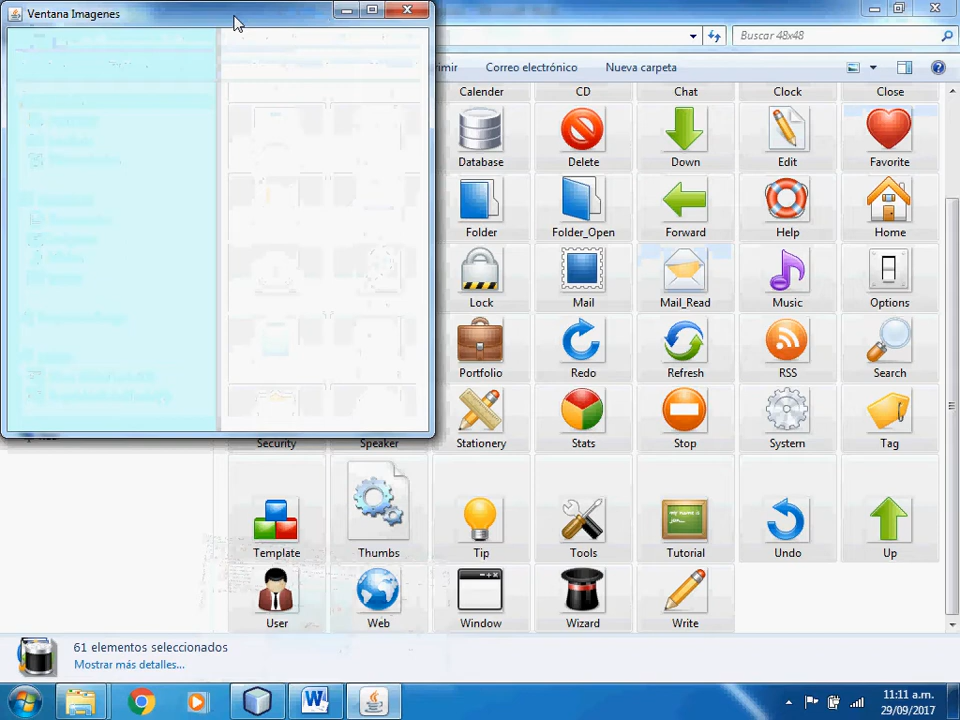 Ventana Imagenes
Buscar 48x48
Correo electrónico
Nueva carpeta
Calender
CD
Chat
Clock
Close
Database
Delete
Down
Edit
Favorite
Folder
Folder_Open
Forward
Help
Home
Lock
Mail
Mail_Read
Music
Options
Portfolio
Redo
Refresh
RSS
Search
Security
Speaker
Stationery
Stats
Stop
System
Tag
Template
Thumbs
Tip
Tools
Tutorial
Undo
Up
User
Web
Window
Wizard
Write
61 elementos seleccionados
Mostrar más detalles...
11:11 a.m.
29/09/2017